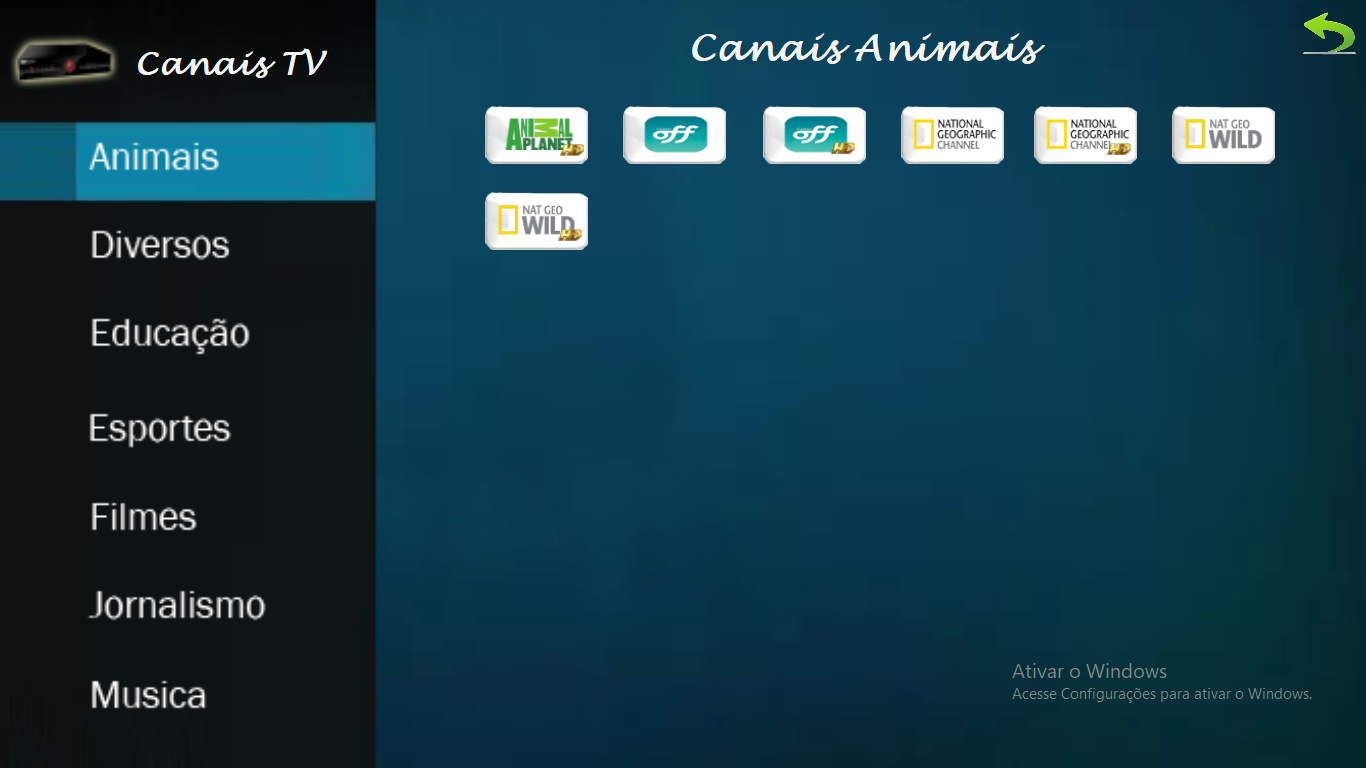 Canais TV
Canais Animais
Animais
Diversos
Educação
Esportes
Filmes
Jornalismo
Musica
ANIMAL
PLANET HD
off
off
HD
NATIONAL
GEOGRAPHIC
CHANNEL
NATIONAL
GEOGRAPHIC
CHANNEL HD
NAT GEO
WILD
NAT GEO
WILD HD
Ativar o Windows
Acesse Configurações para ativar o Windows.